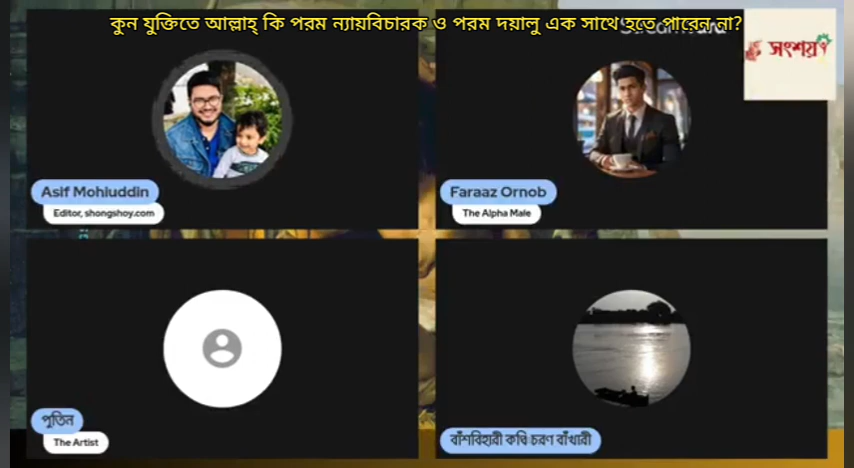 কুন যুক্তিতে আল্লাহ্ কি পরম ন্যায়বিচারক ও পরম দয়ালু এক সাথে হতে পারেন না?
সংশয়
Asif Mohiuddin
Editor, shongshoy.com
Faraaz Ornob
The Alpha Male
পুতিন
The Artist
বাঁশবিহারী কণ্ঠি চরণ বাঁখারী